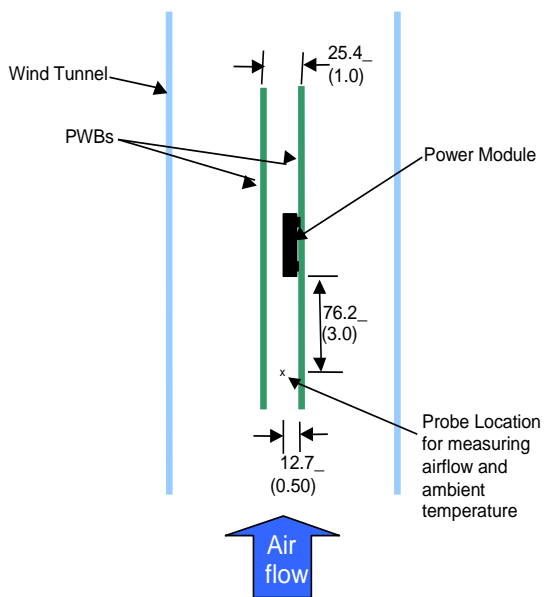 25.4_
(1.0)
Wind Tunnel
PWBs
Power Module
76.2_
(3.0)
x
Probe Location
for measuring
airflow and
ambient
temperature
12.7_
(0.50)
Air
flow